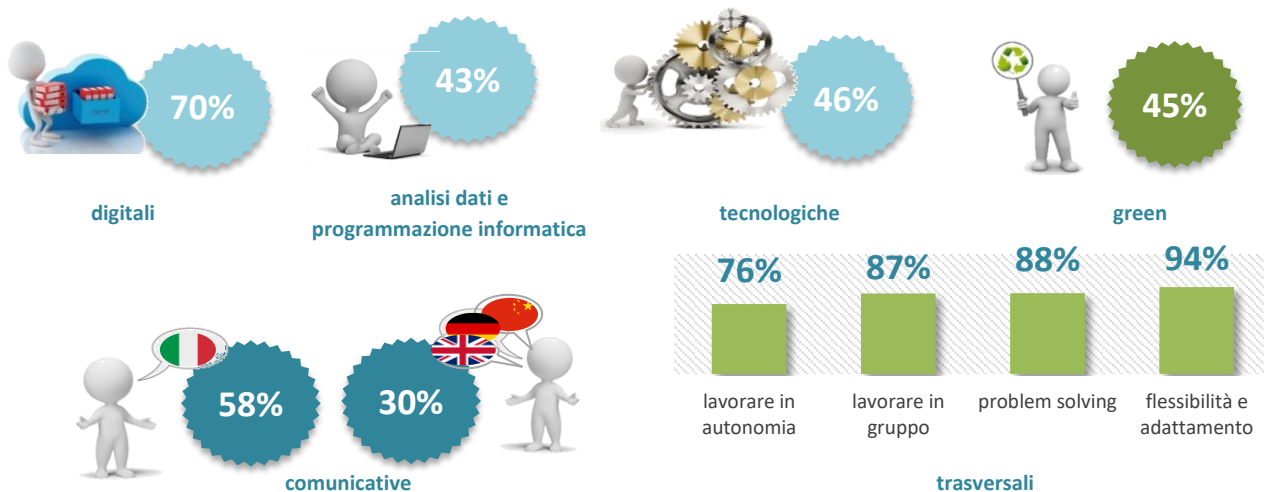 70%
digitali
43%
analisi dati e
programmazione informatica
46%
tecnologiche
45%
green
58%
30%
comunicative
76%
87%
88%
94%
lavorare in
autonomia
lavorare in
gruppo
problem solving
flessibilità e
adattamento
trasversali